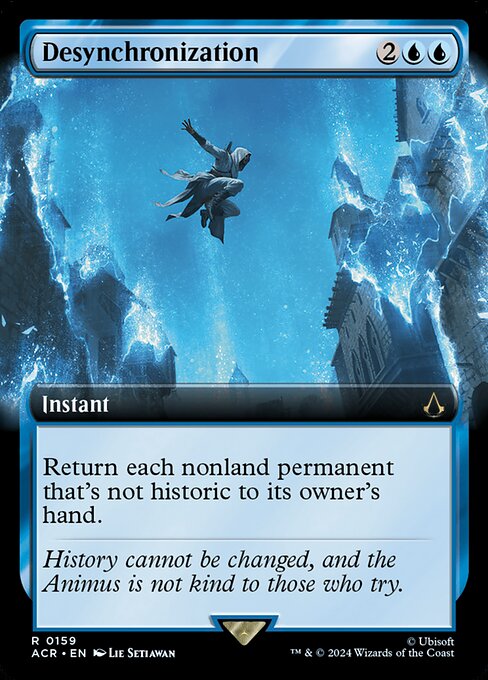 Desynchronization 2
Instant
Return each nonland permanent
that's not historic to its owner's
hand.
History cannot be changed, and the
Animus is not kind to those who try.
R 0159
ACR • EN Lie Setiawan
© Ubisoft
™ & © 2024 Wizards of the Coast